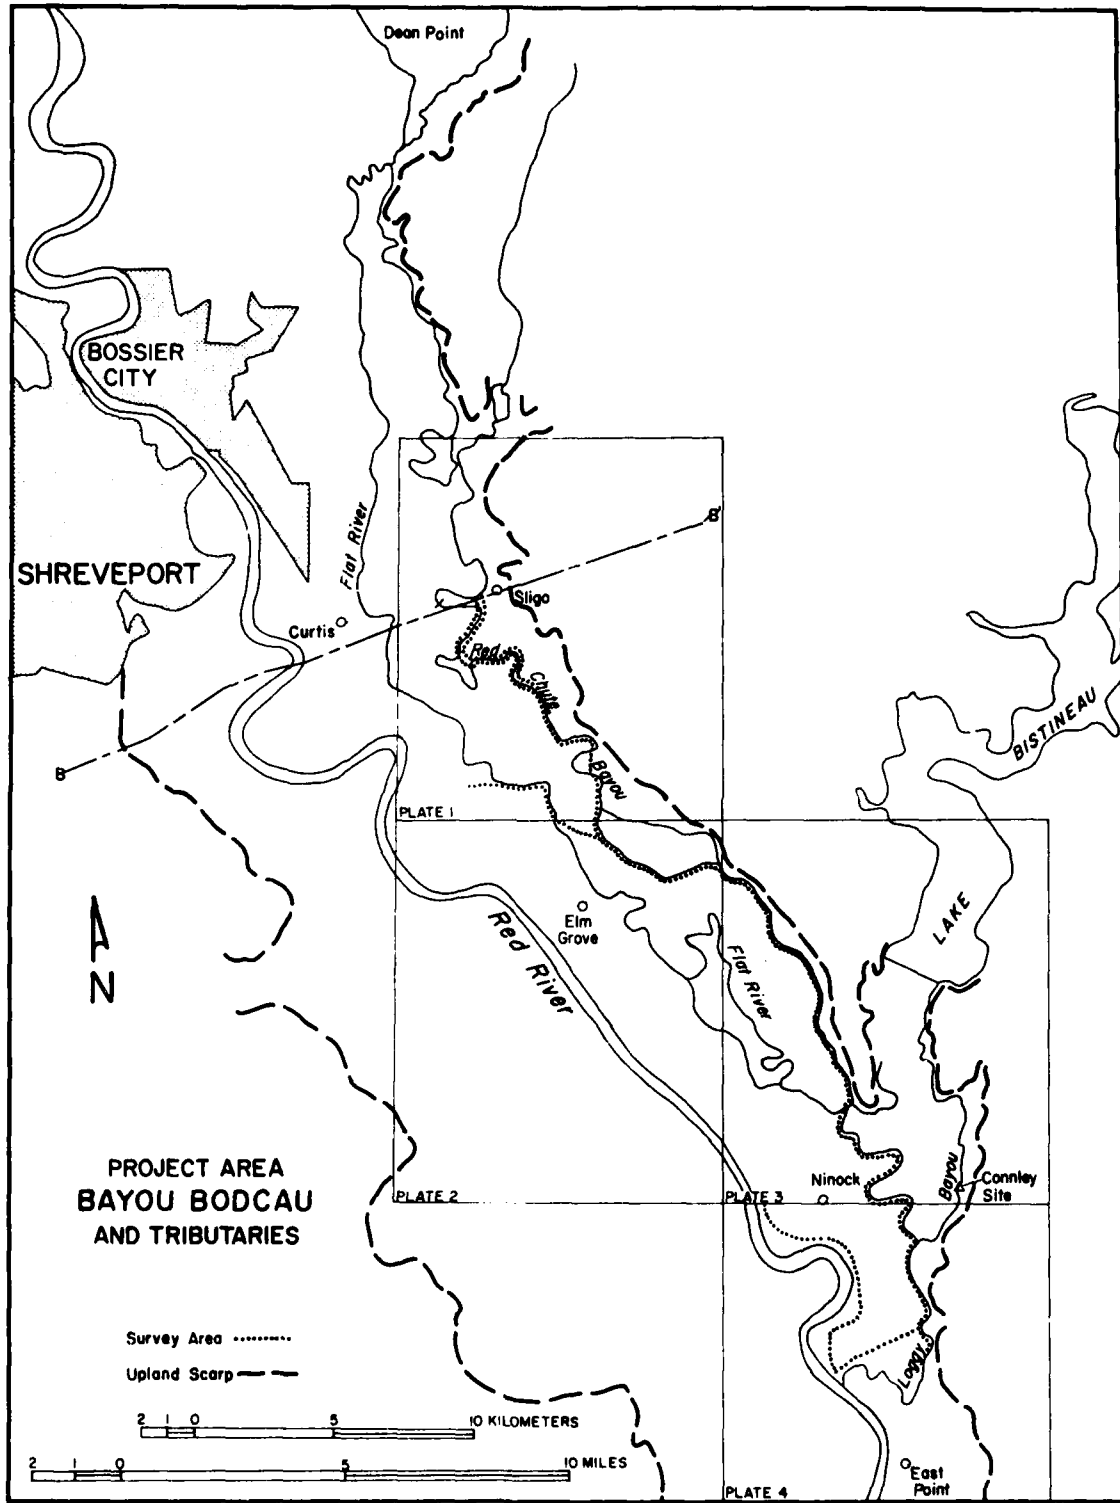 Dean Point
BOSSIER
CITY
Flat River
SHREVEPORT
B'
Sligo
Curtis
Red
Chute
Bayou
B
BISTINEAU
PLATE 1
LAKE
Elm
Grove
Red River
Flat River
N
PROJECT AREA
BAYOU BODCAU
AND TRIBUTARIES
PLATE 2
PLATE 3
Ninock
Bayou
Connley
Site
Survey Area
Upland Scarp
Loggy
2 1 0 5 10 KILOMETERS
2 1 0 5 10 MILES
East
Point
PLATE 4